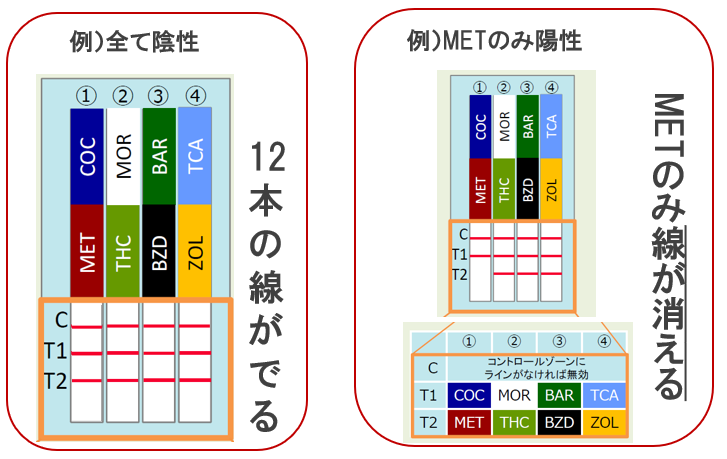 例)全て陰性
① ② ③ ④
COC MOR BAR TCA
MET THC BZD ZOL
C
T1
T2
12本の線がでる
例)METのみ陽性
① ② ③ ④
COC MOR BAR TCA
MET THC BZD ZOL
C
T1
T2
METのみ線が消える
① ② ③ ④
C コントロールゾーンに
ラインがなければ無効
T1 COC MOR BAR TCA
T2 MET THC BZD ZOL